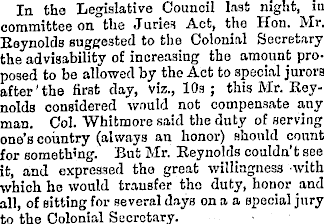 In the Legislative Council last night, in
committee on the Juries Act, the Hon. Mr.
Reynolds suggested to the Colonial Secretary
the advisability of increasing the amount pro-
posed to be allowed by the Act to special jurors
after the first day, viz., 10s ; this Mr. Rey-
nolds considered would not compensate any
man. Col. Whitmore said the duty of serving
one's country (always an honor) should count
for something. But Mr. Reynolds couldn't see
it, and expressed the great willingness with
which he would transfer the duty, honor and
all, of sitting for several days on a a special jury
to the Colonial Secretary.